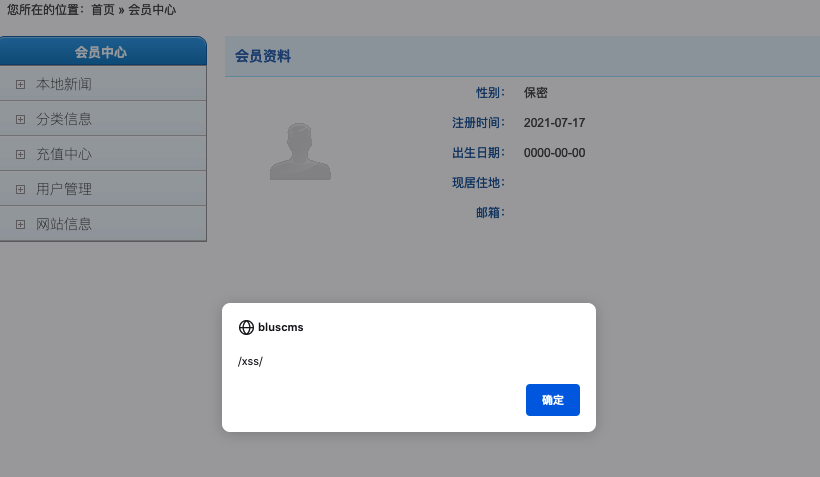 您所在的位置：首页 » 会员中心
会员中心
本地新闻
分类信息
充值中心
用户管理
网站信息
会员资料
性别： 保密
注册时间： 2021-07-17
出生日期： 0000-00-00
现居住地：
邮箱：
bluscms
/xss/
确定